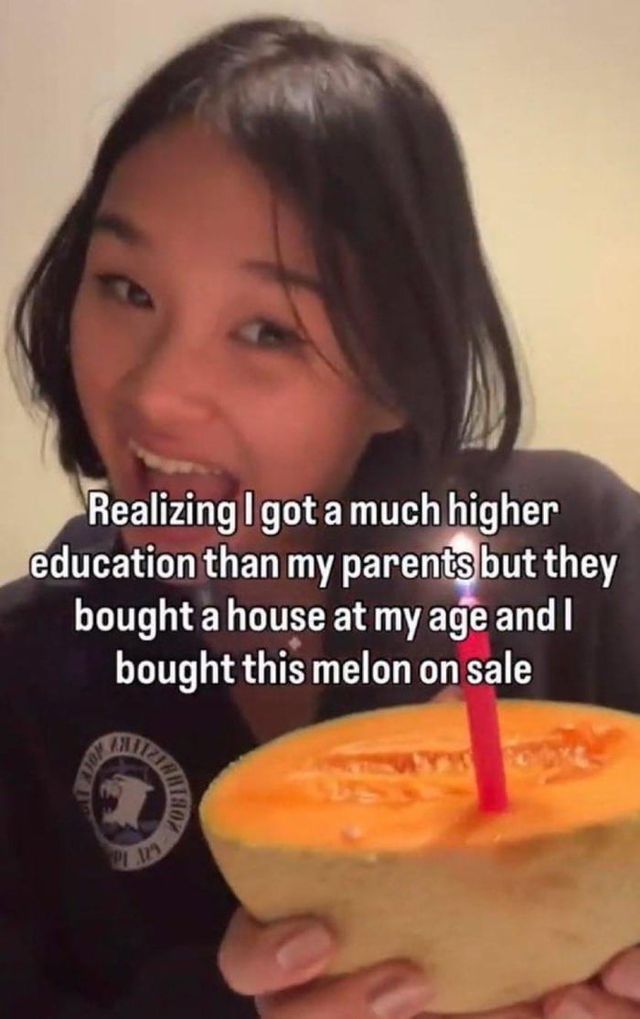 Realizing I got a much higher
education than my parents but they
bought a house at my age and I
bought this melon on sale